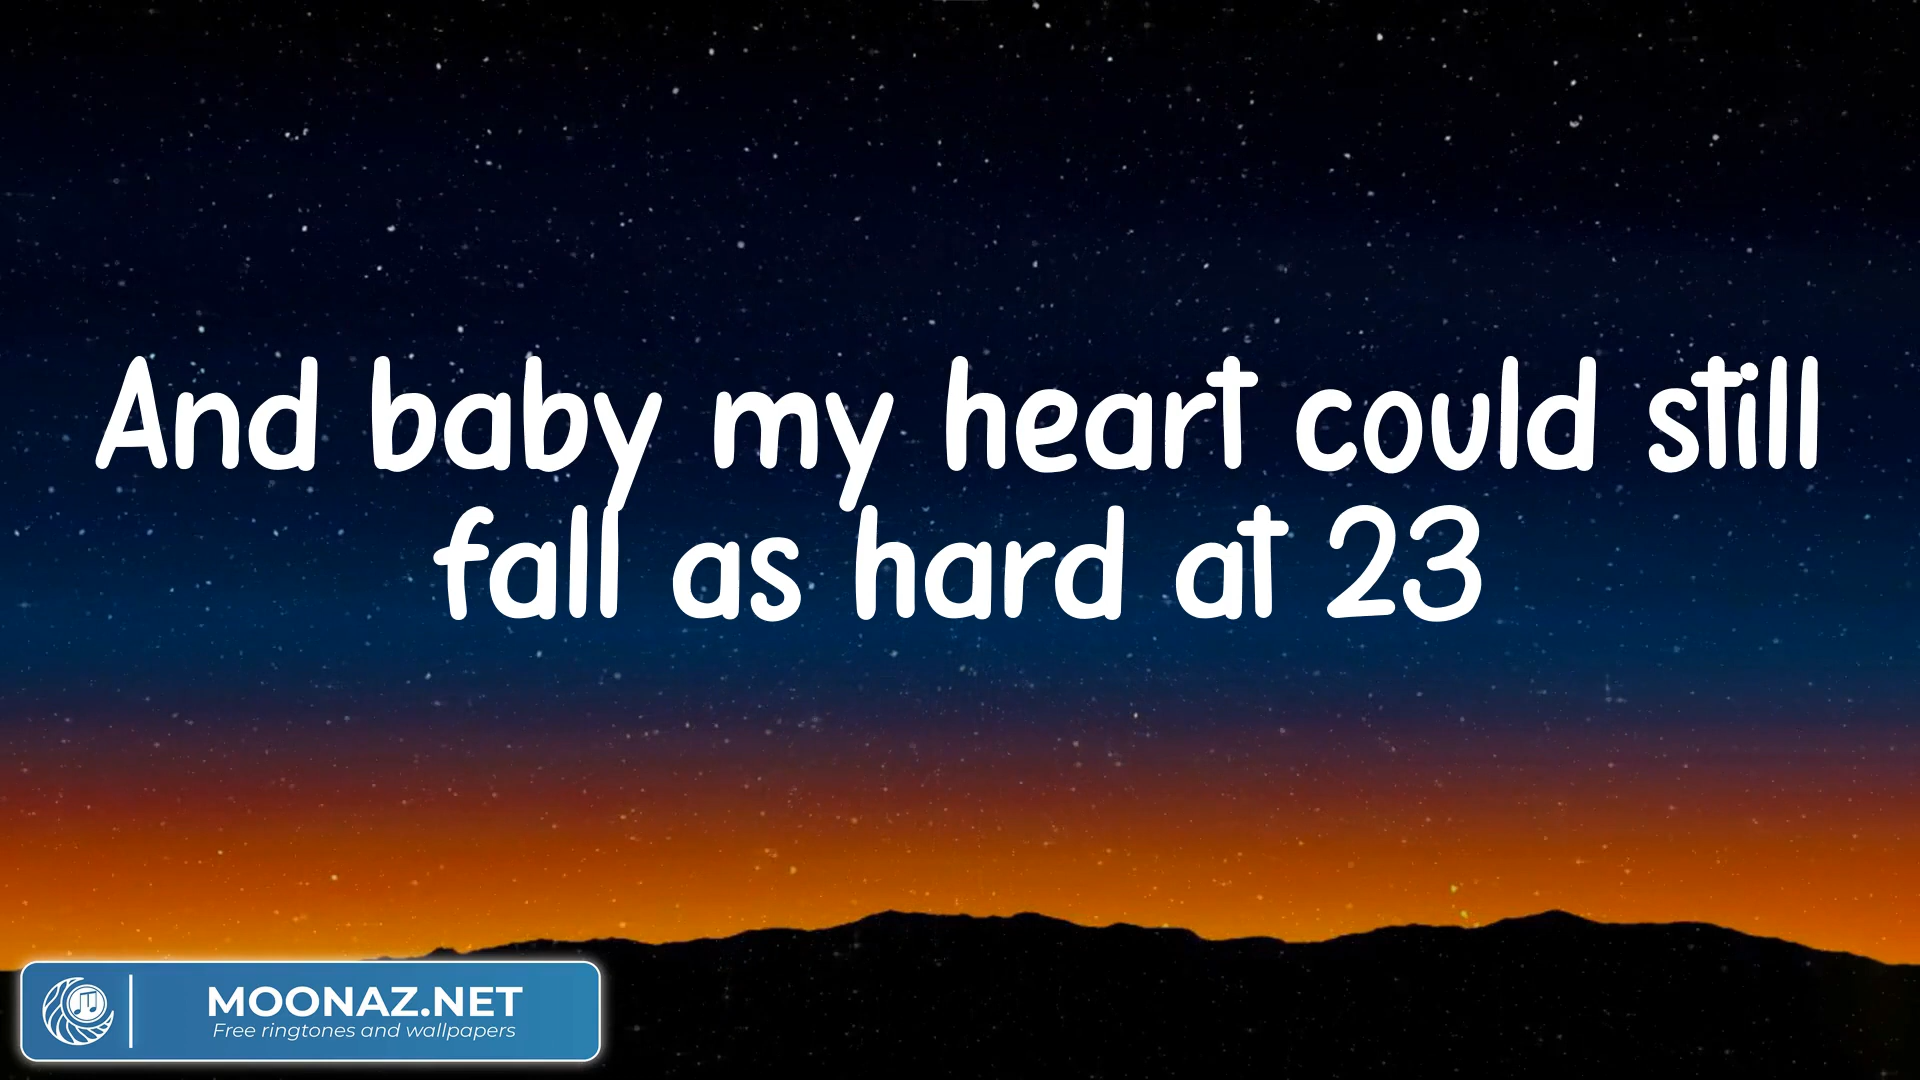 And baby my heart could still
fall as hard at 23
MOONAZ.NET
Free ringtones and wallpapers